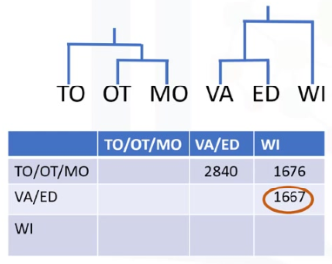 TO OT MO VA ED WI
TO/OT/MO VA/ED WI
TO/OT/MO 2840 1676
VA/ED 1667
WI